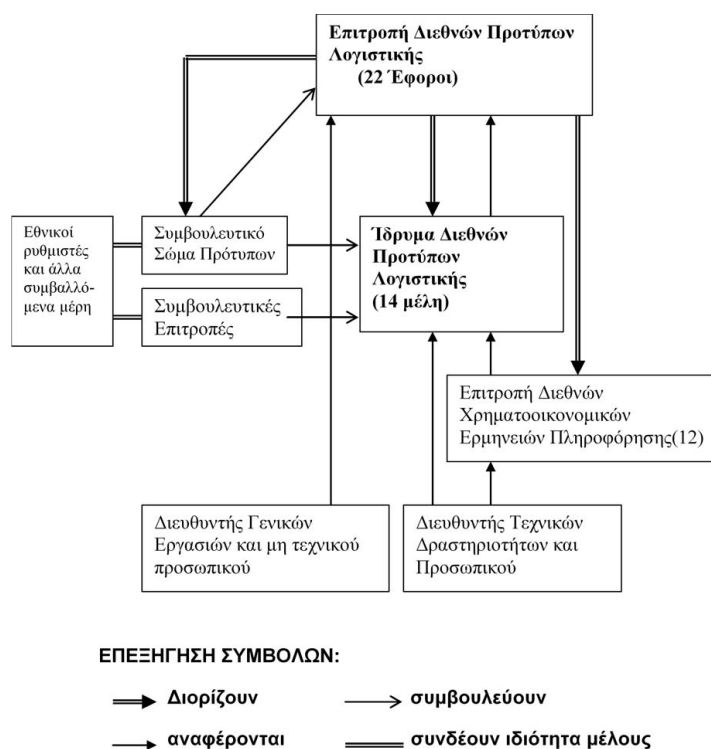 Επιτροπή Διεθνών Προτύπων
Λογιστικής
(22 Έφοροι)
Εθνικοί
ρυθμιστές
και άλλα
συμβαλλό-
μενα μέρη
Συμβουλευτικό
Σώμα Πρότυπων
Ίδρυμα Διεθνών
Προτύπων
Λογιστικής
(14 μέλη)
Συμβουλευτικές
Επιτροπές
Επιτροπή Διεθνών
Χρηματοοικονομικών
Ερμηνειών Πληροφόρησης(12)
Διευθυντής Γενικών
Εργασιών και μη τεχνικού
προσωπικού
Διευθυντής Τεχνικών
Δραστηριοτήτων και
Προσωπικού
ΕΠΕΞΗΓΗΣΗ ΣΥΜΒΟΛΩΝ:
Διορίζουν
συμβουλεύουν
αναφέρονται
συνδέουν ιδιότητα μέλους